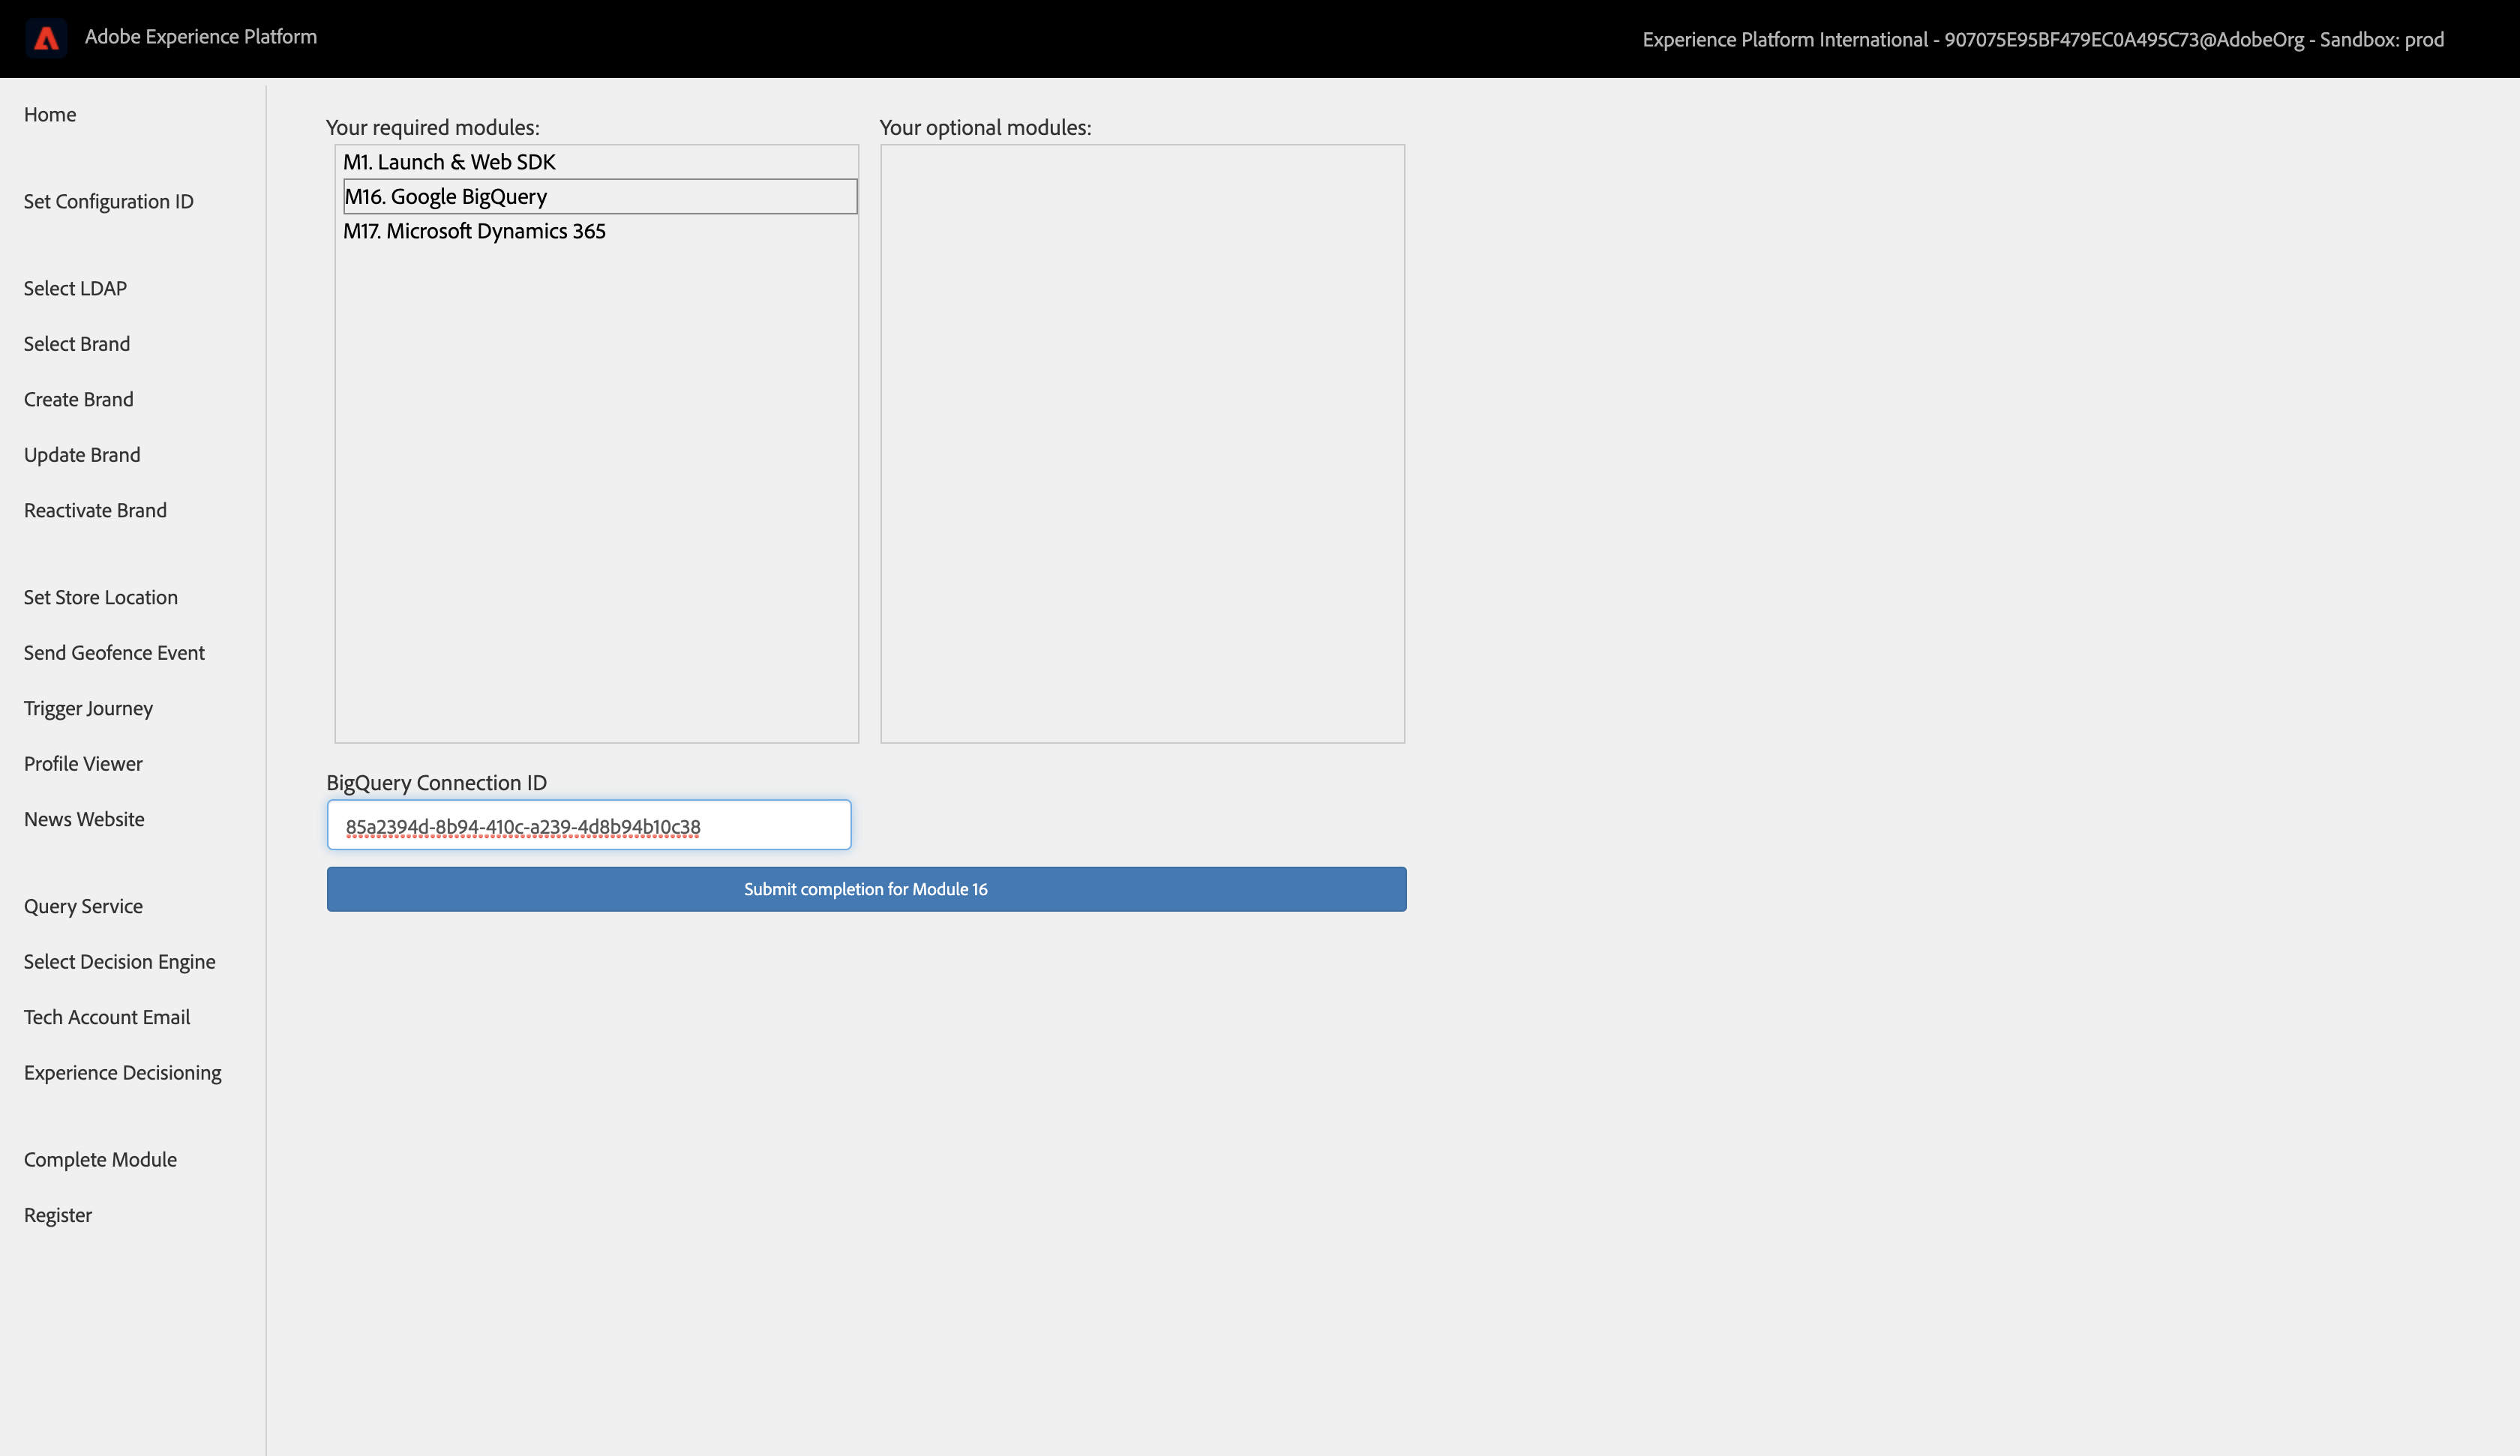 Adobe Experience Platform
Experience Platform International - 907075E95BF479EC0A495C73@AdobeOrg - Sandbox: prod
Home
Set Configuration ID
Select LDAP
Select Brand
Create Brand
Update Brand
Reactivate Brand
Set Store Location
Send Geofence Event
Trigger Journey
Profile Viewer
News Website
Query Service
Select Decision Engine
Tech Account Email
Experience Decisioning
Complete Module
Register
Your required modules:
M1. Launch & Web SDK
M16. Google BigQuery
M17. Microsoft Dynamics 365
Your optional modules:
BigQuery Connection ID
85a2394d-8b94-410c-a239-4d8b94b10c38
Submit completion for Module 16